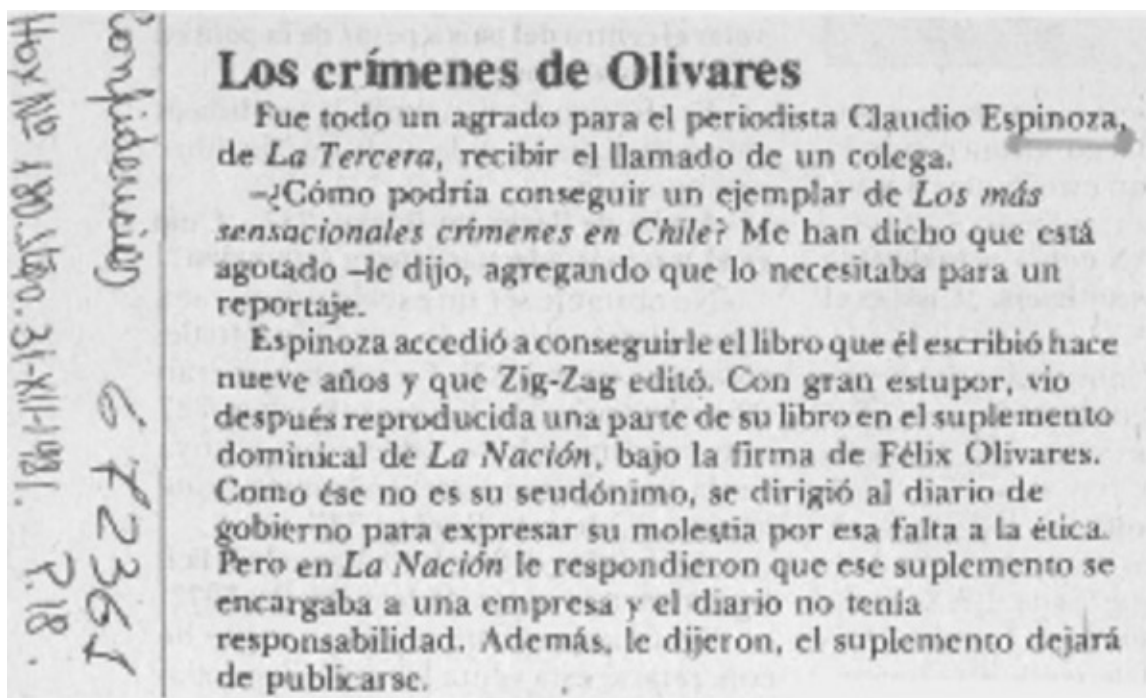 Los crímenes de Olivares
Fue todo un agrado para el periodista Claudio Espinoza,
de La Tercera, recibir el llamado de un colega.
–¿Cómo podría conseguir un ejemplar de Los más
sensacionales crímenes en Chile? Me han dicho que está
agotado –le dijo, agregando que lo necesitaba para un
reportaje.
Espinoza accedió a conseguirle el libro que él escribió hace
nueve años y que Zig-Zag editó. Con gran estupor, vio
después reproducida una parte de su libro en el suplemento
dominical de La Nación, bajo la firma de Félix Olivares.
Como ése no es su seudónimo, se dirigió al diario de
gobierno para expresar su molestia por esa falta a la ética.
Pero en La Nación le respondieron que ese suplemento se
encargaba a una empresa y el diario no tenía
responsabilidad. Además, le dijeron, el suplemento dejará
de publicarse.
Hoy Nº 180. Stgo. 31-XII-1981. P. 18.
672361